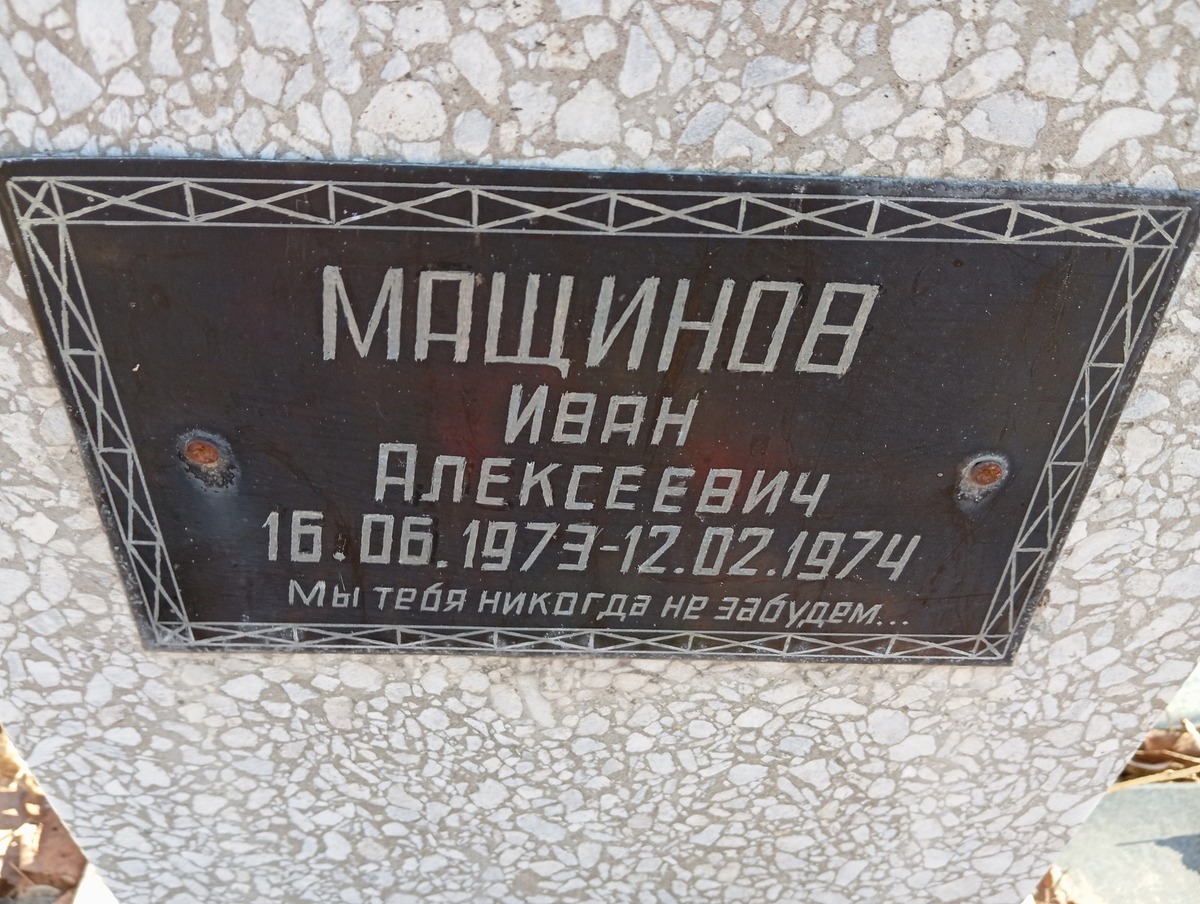 МАЩИНОВ
ИВАН
АЛЕКСЕЕВИЧ
16.06.1973-12.02.1974
Мы тебя никогда не забудем...